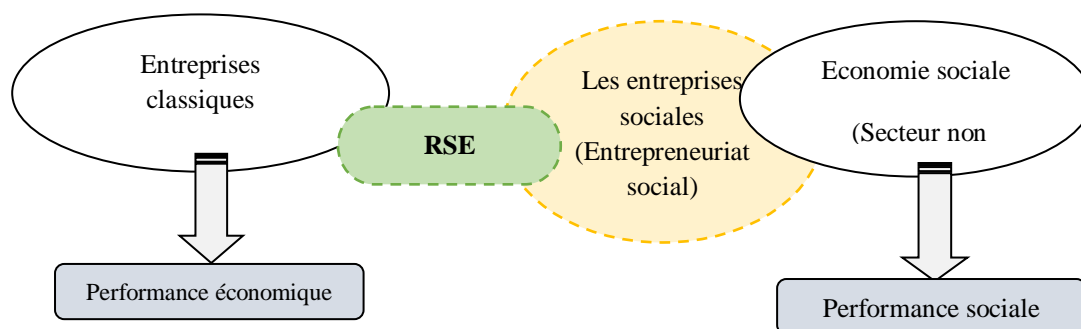 Entreprises
classiques
RSE
Les entreprises
sociales
(Entrepreneuriat
social)
Economie sociale
(Secteur non
Performance économique
Performance sociale